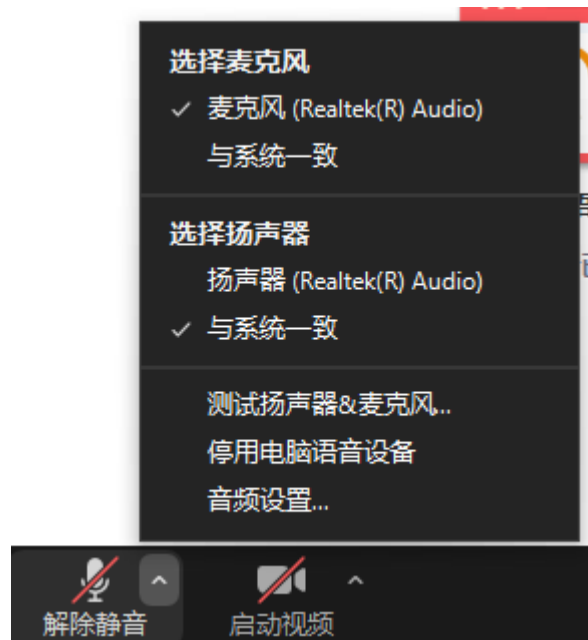 选择麦克风
麦克风 (Realtek(R) Audio)
与系统一致
选择扬声器
扬声器 (Realtek(R) Audio)
与系统一致
测试扬声器&麦克风...
停用电脑语音设备
音频设置...
解除静音
启动视频